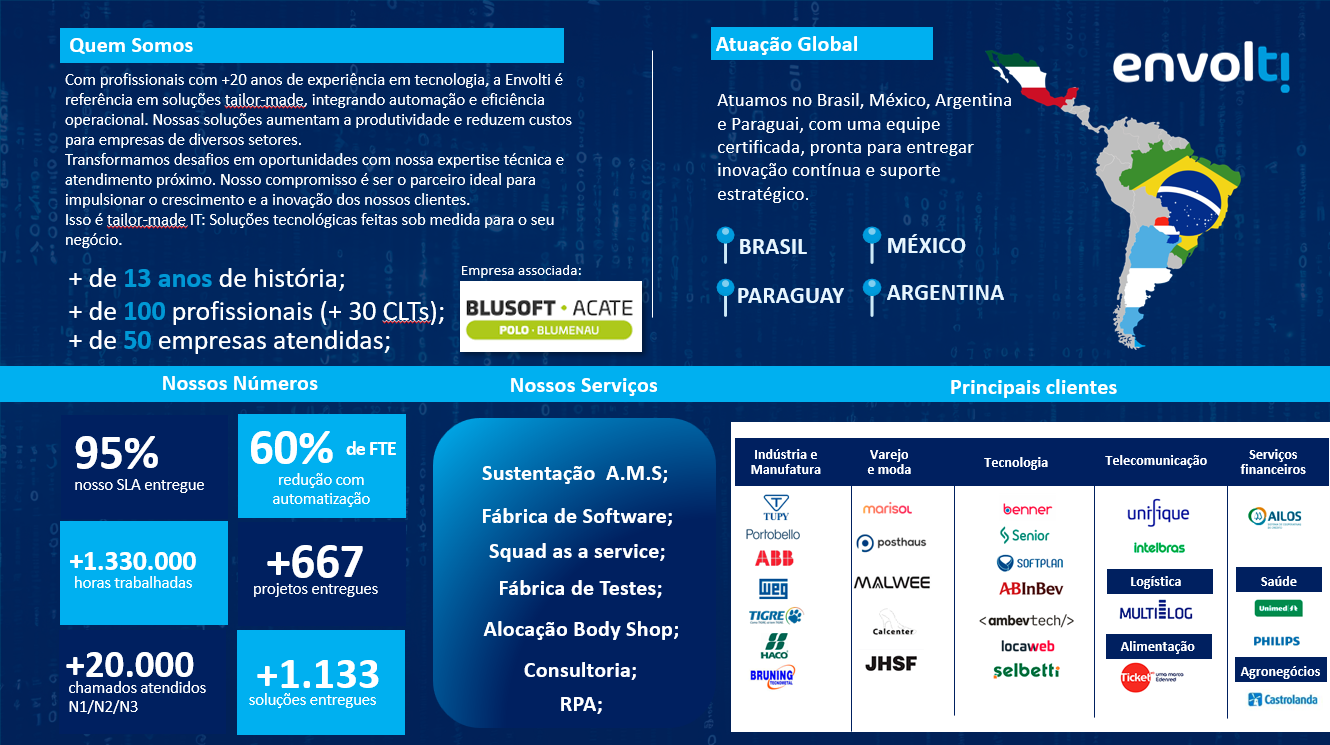 Quem Somos
Com profissionais com +20 anos de experiência em tecnologia, a Envolti é
referência em soluções tailor-made, integrando automação e eficiência
operacional. Nossas soluções aumentam a produtividade e reduzem custos
para empresas de diversos setores.
Transformamos desafios em oportunidades com nossa expertise técnica e
atendimento próximo. Nosso compromisso é ser o parceiro ideal para
impulsionar o crescimento e a inovação dos nossos clientes.
Isso é tailor-made IT: Soluções tecnológicas feitas sob medida para o seu
negócio.
+ de 13 anos de história;
+ de 100 profissionais (+ 30 CLTs);
+ de 50 empresas atendidas;
Empresa associada:
BLUSOFT · ACATE
POLO · BLUMENAU
Atuação Global
envolti
Atuamos no Brasil, México, Argentina
e Paraguai, com uma equipe
certificada, pronta para entregar
inovação contínua e suporte
estratégico.
BRASIL
MÉXICO
PARAGUAY
ARGENTINA
Nossos Números
95%
nosso SLA entregue
60% de FTE
redução com
automatização
+1.330.000
horas trabalhadas
+667
projetos entregues
+20.000
chamados atendidos
N1/N2/N3
+1.133
soluções entregues
Nossos Serviços
Sustentação A.M.S;
Fábrica de Software;
Squad as a service;
Fábrica de Testes;
Alocação Body Shop;
Consultoria;
RPA;
Principais clientes
Indústria e
Manufatura
TUPY
Portobello
ABB
WEG
TIGRE
HACO
BRUNING
TECNOMETAL
Varejo
e moda
marisol
posthaus
MALWEE
Calcenter
JHSF
Tecnologia
benner
Senior
SOFTPLAN
ABInBev
<ambevtech/>
locaweb
selbetti
Telecomunicação
unifique
intelbras
Logística
MULTILOG
Alimentação
Ticket
uma marca
Edenred
Serviços
financeiros
AILOS
Saúde
Unimed
PHILIPS
Agronegócios
Castrolanda